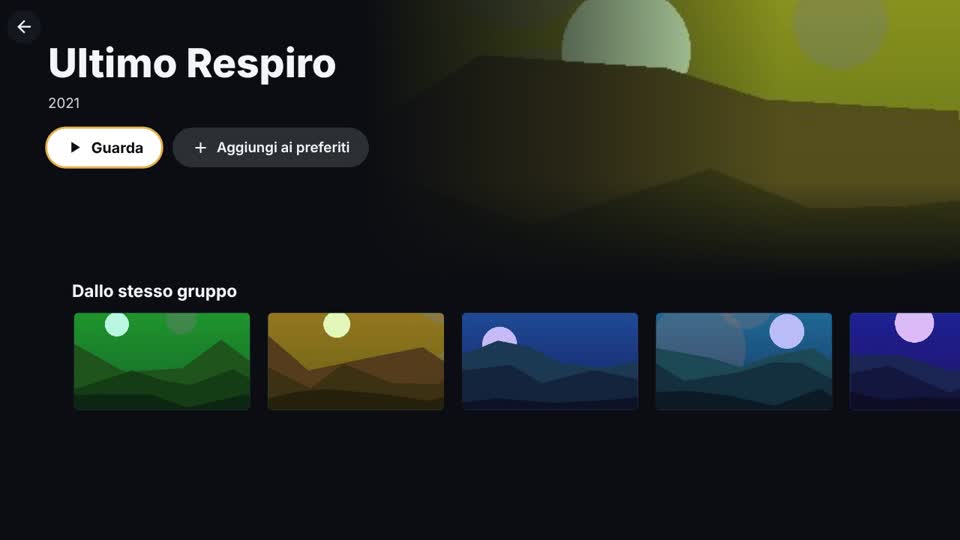 Ultimo Respiro
2021
Guarda
Aggiungi ai preferiti
Dallo stesso gruppo